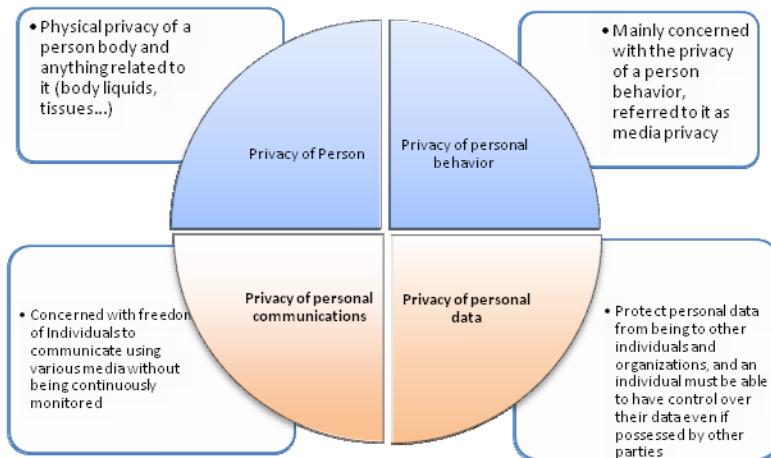 • Physical privacy of a
person body and
anything related to
it (body liquids,
tissues...)
• Mainly concerned
with the privacy
of a person
behavior,
referred to it as
media privacy
Privacy of Person
Privacy of personal
behavior
Privacy of personal
communications
Privacy of personal
data
• Concerned with freedom
of Individuals to
communicate using
various media without
being continuously
monitored
• Protect personal data
from being to other
individuals and
organizations, and an
individual must be able
to have control over
their data even if
possessed by other
parties